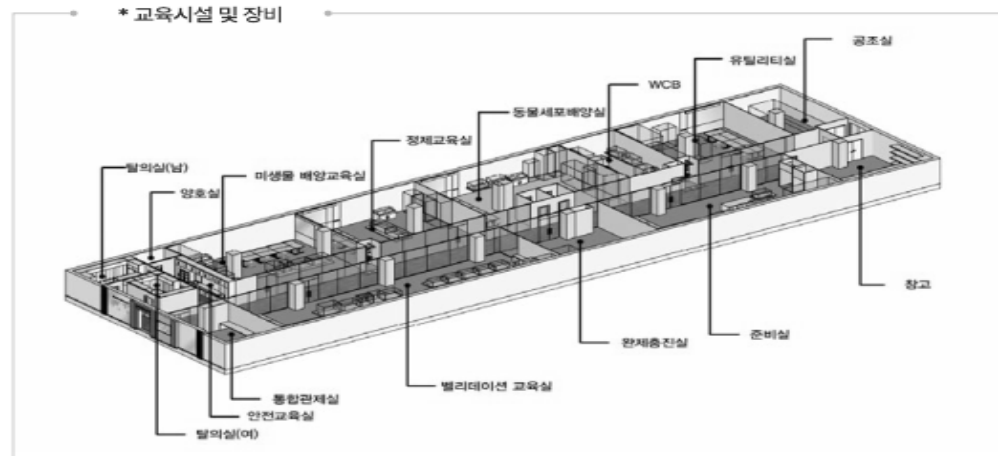 * 교육시설 및 장비
공조실
유틸리티실
WCB
동물세포배양실
정제교육실
미생물 배양교육실
탈의실(남)
양호실
창고
준비실
완제충진실
벨리데이션 교육실
통합관제실
안전교육실
탈의실(여)